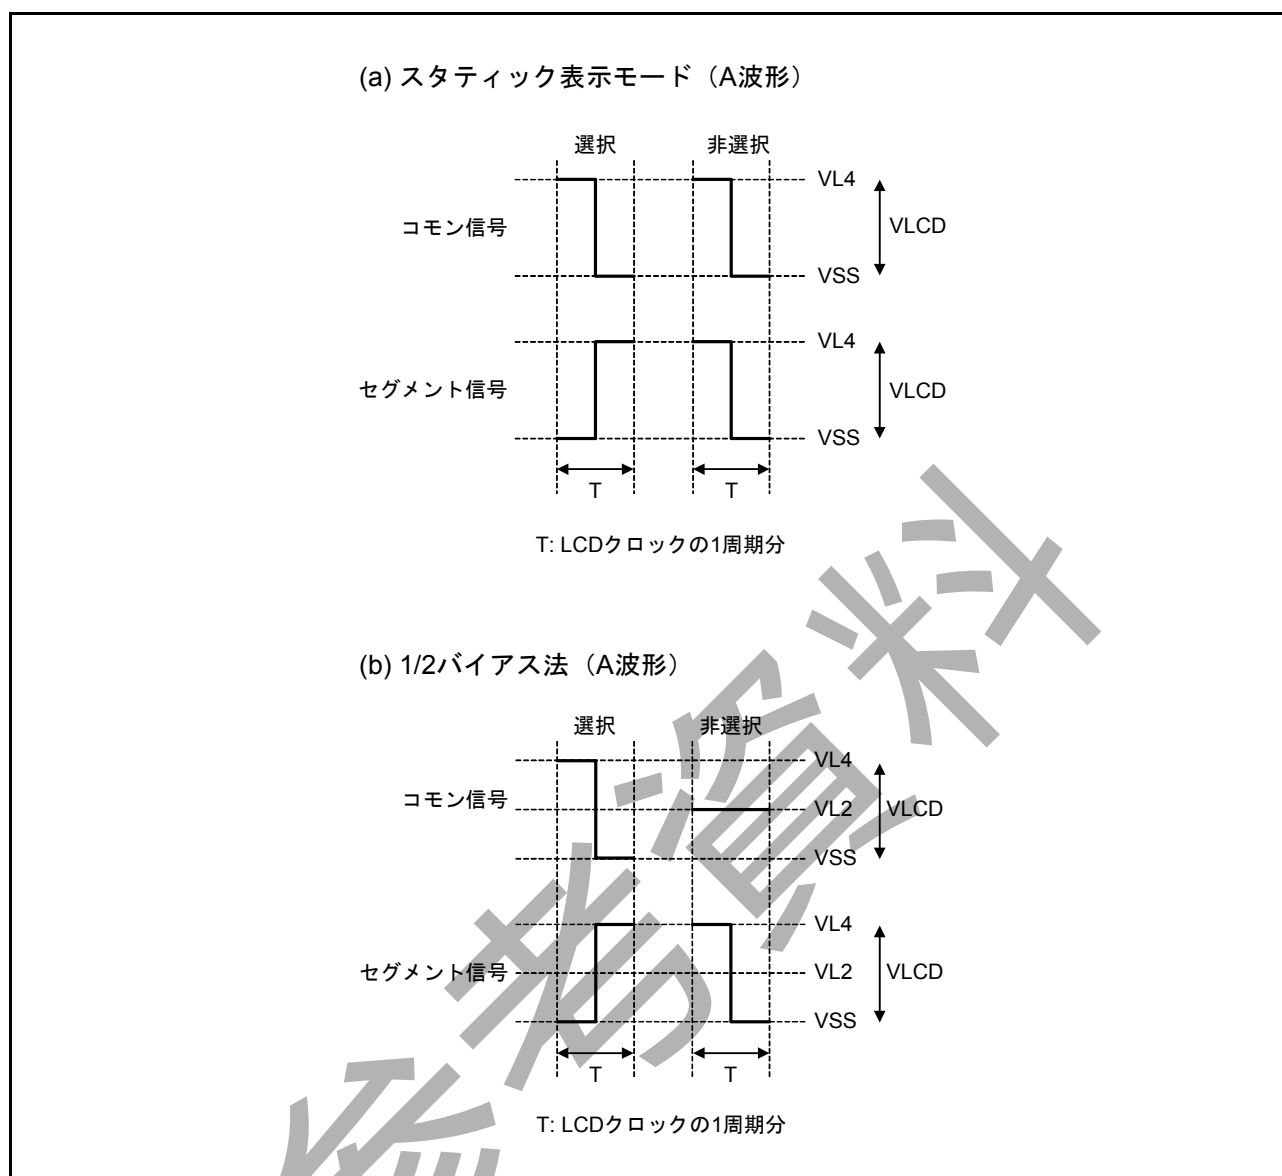 (a) スタティック表示モード（A波形）
選択 非選択
VL4
コモン信号 VLCD
VSS
VL4
セグメント信号 VLCD
VSS
T T
T: LCDクロックの1周期分
(b) 1/2バイアス法（A波形）
選択 非選択
VL4
コモン信号 VL2 VLCD
VSS
VL4
セグメント信号 VL2 VLCD
VSS
T T
T: LCDクロックの1周期分
参考資料